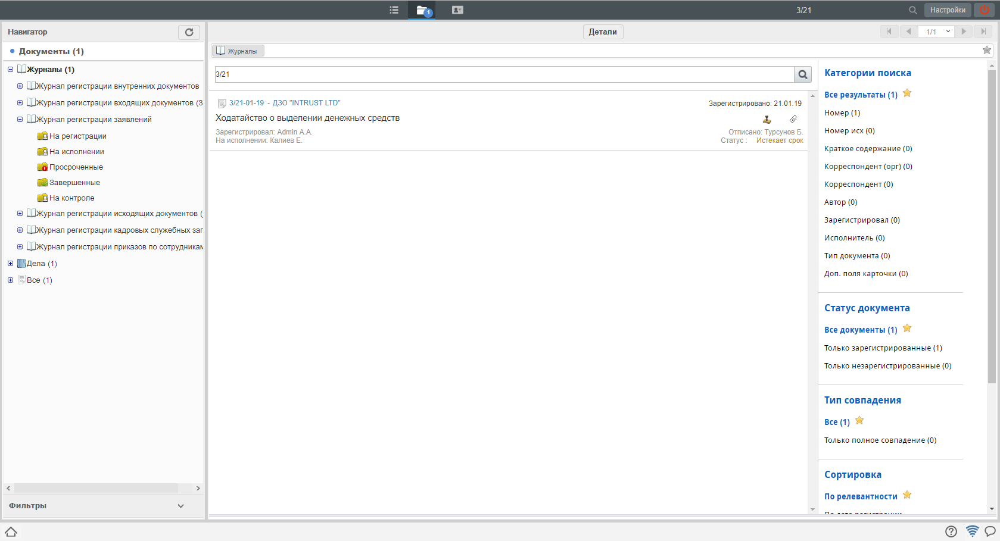 1
3/21
Настройки
Навигатор
Документы (1)
Журналы (1)
Журнал регистрации внутренних документов
Журнал регистрации входящих документов (3
Журнал регистрации заявлений
На регистрации
На исполнении
Просроченные
Завершенные
На контроле
Журнал регистрации исходящих документов (
Журнал регистрации кадровых служебных зап
Журнал регистрации приказов по сотрудникам
Дела (1)
Все (1)
Фильтры
Детали
1/1
Журналы
3/21
3/21-01-19 - ДЗО "INTRUST LTD"
Зарегистрировано: 21.01.19
Ходатайство о выделении денежных средств
Зарегистрировал: Admin A.A.
Отписано: Турсунов Б.
На исполнении: Калиев Е.
Статус : Истекает срок
Категории поиска
Все результаты (1)
Номер (1)
Номер исх (0)
Краткое содержание (0)
Корреспондент (орг) (0)
Корреспондент (0)
Автор (0)
Зарегистрировал (0)
Исполнитель (0)
Тип документа (0)
Доп. поля карточки (0)
Статус документа
Все документы (1)
Только зарегистрированные (1)
Только незарегистрированные (0)
Тип совпадения
Все (1)
Только полное совпадение (0)
Сортировка
По релевантности
По дате регистрации